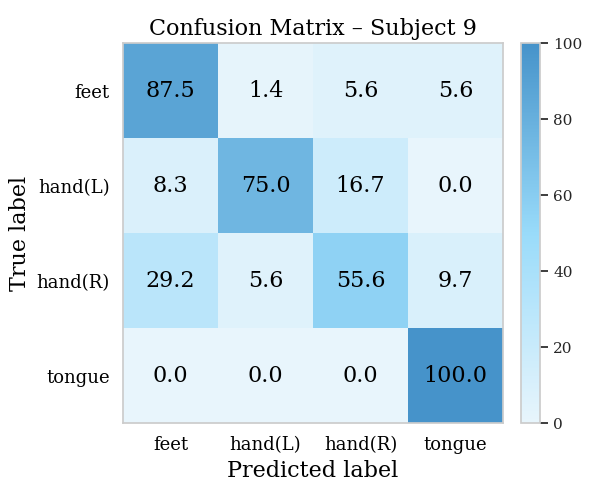 Confusion Matrix – Subject 9
True label
feet 87.5 1.4 5.6 5.6
hand(L) 8.3 75.0 16.7 0.0
hand(R) 29.2 5.6 55.6 9.7
tongue 0.0 0.0 0.0 100.0
feet hand(L) hand(R) tongue
Predicted label
100
80
60
40
20
0